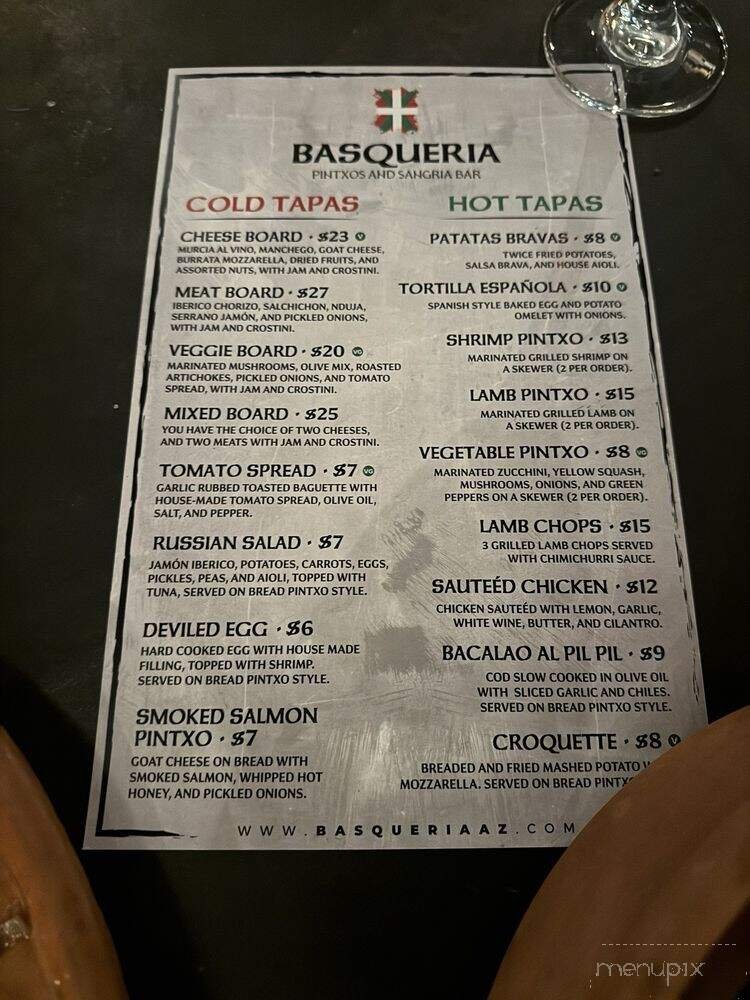 BASQUERIA
PINTXOS AND SANGRIA BAR
COLD TAPAS
CHEESE BOARD · $23 V
MURCIA AL VINO, MANCHEGO, GOAT CHEESE,
BURRATA MOZZARELLA, DRIED FRUITS, AND
ASSORTED NUTS, WITH JAM AND CROSTINI.
MEAT BOARD · $27
IBERICO CHORIZO, SALCHICHON, NDUJA,
SERRANO JAMÓN, AND PICKLED ONIONS,
WITH JAM AND CROSTINI.
VEGGIE BOARD · $20 VG
MARINATED MUSHROOMS, OLIVE MIX, ROASTED
ARTICHOKES, PICKLED ONIONS, AND TOMATO
SPREAD, WITH JAM AND CROSTINI.
MIXED BOARD · $25
YOU HAVE THE CHOICE OF TWO CHEESES,
AND TWO MEATS WITH JAM AND CROSTINI.
TOMATO SPREAD · $7 VG
GARLIC RUBBED TOASTED BAGUETTE WITH
HOUSE-MADE TOMATO SPREAD, OLIVE OIL,
SALT, AND PEPPER.
RUSSIAN SALAD · $7
JAMÓN IBERICO, POTATOES, CARROTS, EGGS,
PICKLES, PEAS, AND AIOLI, TOPPED WITH
TUNA, SERVED ON BREAD PINTXO STYLE.
DEVILED EGG · $6
HARD COOKED EGG WITH HOUSE MADE
FILLING, TOPPED WITH SHRIMP.
SERVED ON BREAD PINTXO STYLE.
SMOKED SALMON
PINTXO · $7
GOAT CHEESE ON BREAD WITH
SMOKED SALMON, WHIPPED HOT
HONEY, AND PICKLED ONIONS.
HOT TAPAS
PATATAS BRAVAS · $8 V
TWICE FRIED POTATOES,
SALSA BRAVA, AND HOUSE AIOLI.
TORTILLA ESPAÑOLA · $10 V
SPANISH STYLE BAKED EGG AND POTATO
OMELET WITH ONIONS.
SHRIMP PINTXO · $13
MARINATED GRILLED SHRIMP ON
A SKEWER (2 PER ORDER).
LAMB PINTXO · $15
MARINATED GRILLED LAMB ON
A SKEWER (2 PER ORDER).
VEGETABLE PINTXO · $8 VG
MARINATED ZUCCHINI, YELLOW SQUASH,
MUSHROOMS, ONIONS, AND GREEN
PEPPERS ON A SKEWER (2 PER ORDER).
LAMB CHOPS · $15
3 GRILLED LAMB CHOPS SERVED
WITH CHIMICHURRI SAUCE.
SAUTEÉD CHICKEN · $12
CHICKEN SAUTEÉD WITH LEMON, GARLIC,
WHITE WINE, BUTTER, AND CILANTRO.
BACALAO AL PIL PIL · $9
COD SLOW COOKED IN OLIVE OIL
WITH SLICED GARLIC AND CHILES.
SERVED ON BREAD PINTXO STYLE.
CROQUETTE · $8 V
BREADED AND FRIED MASHED POTATO
MOZZARELLA. SERVED ON BREAD
WWW.BASQUERIAAZ.COM
menupix